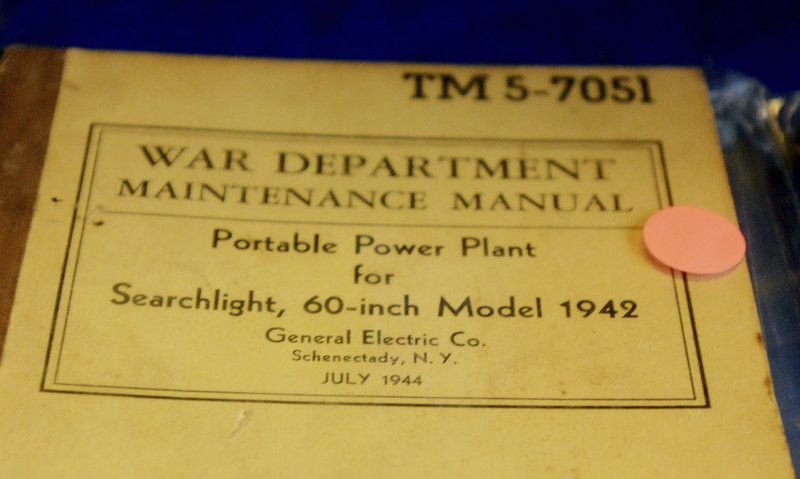 TM 5-7051
WAR DEPARTMENT
MAINTENANCE MANUAL
Portable Power Plant
for
Searchlight, 60-inch Model 1942
General Electric Co.
Schenectady, N. Y.
JULY 1944